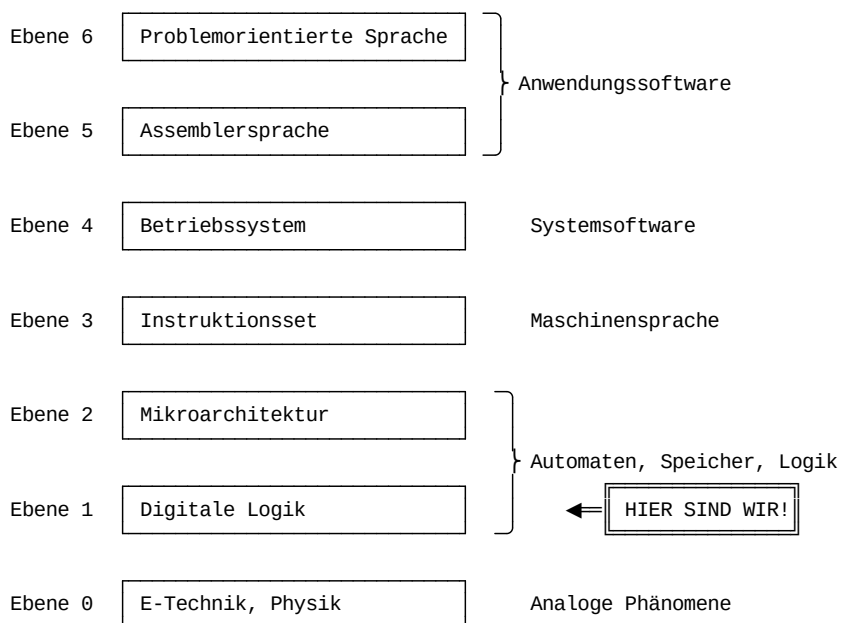 Ebene 6 Problemorientierte Sprache
Anwendungssoftware
Ebene 5 Assemblersprache
Ebene 4 Betriebssystem Systemsoftware
Ebene 3 Instruktionsset Maschinensprache
Ebene 2 Mikroarchitektur
Automaten, Speicher, Logik
Ebene 1 Digitale Logik HIER SIND WIR!
Ebene 0 E-Technik, Physik Analoge Phänomene